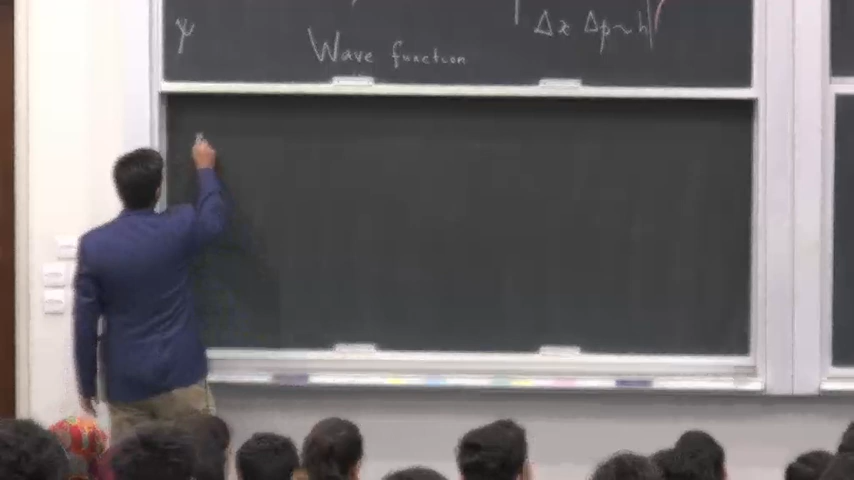 Δx Δp ~ h
ψ Wave function